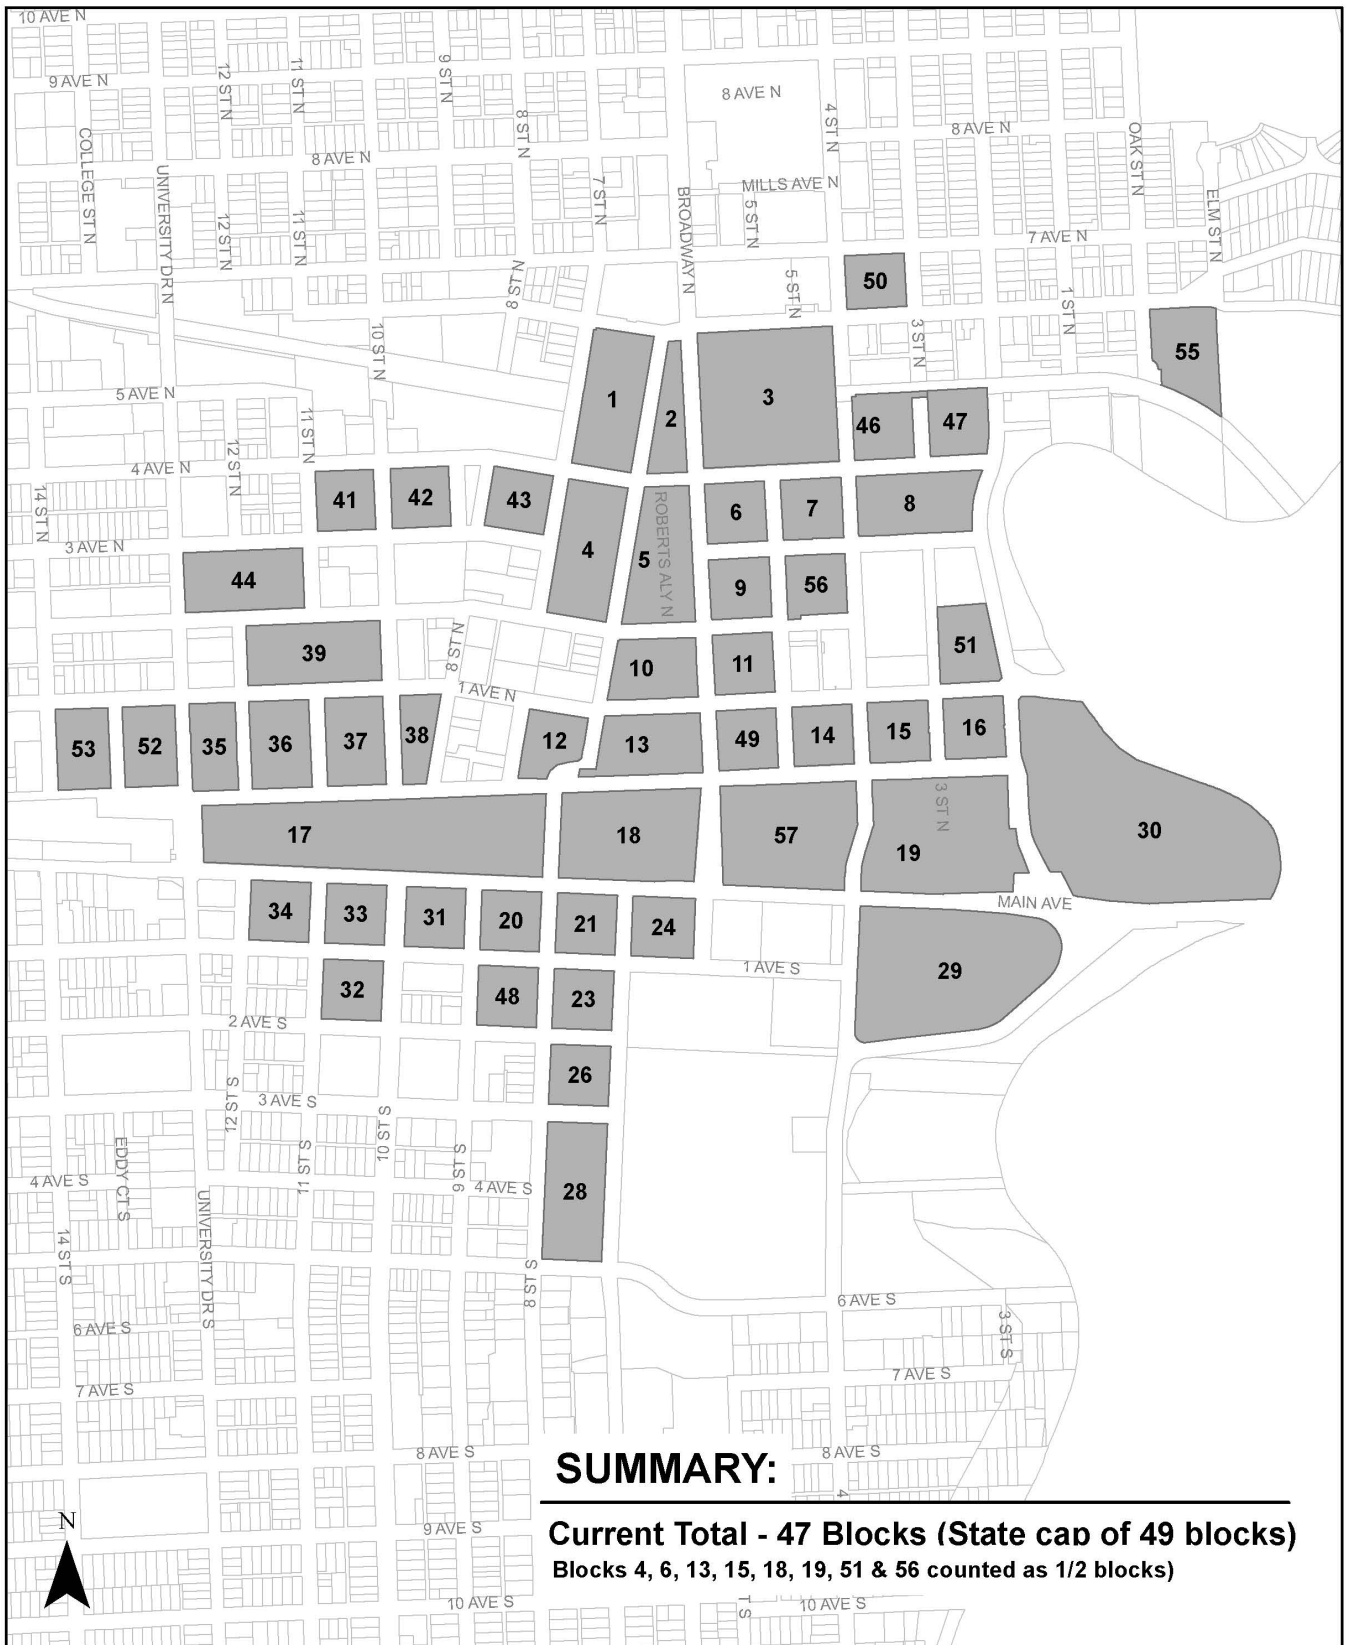 10 AVE N
9 AVE N
12 ST N
11 ST N
9 ST N
8 AVE N
4 ST N
8 ST N
8 AVE N
OAK ST N
COLLEGE ST N
8 AVE N
UNIVERSITY DR N
7 ST N
MILLS AVE N
BROADWAY N
5 ST N
ELM ST N
12 ST N
11 ST N
7 AVE N
8 ST N
5 ST N
50
1 ST N
10 ST N
3 ST N
55
5 AVE N
1
2
3
46
47
11 ST N
12 ST N
4 AVE N
14 ST N
41
42
43
6
7
8
ROBERTS ALY N
3 AVE N
4
5
44
9
56
39
8 ST N
10
11
51
1 AVE N
53
52
35
36
37
38
12
13
49
14
15
16
17
18
57
3 ST N
19
30
MAIN AVE
34
33
31
20
21
24
1 AVE S
29
32
48
23
2 AVE S
26
12 ST S
3 AVE S
10 ST S
EDDY CT S
11 ST S
9 ST S
4 AVE S
4 AVE S
28
UNIVERSITY DR S
14 ST S
8 ST S
6 AVE S
6 AVE S
3 ST S
7 AVE S
7 AVE S
8 AVE S
8 AVE S
SUMMARY:
4
N
9 AVE S
Current Total - 47 Blocks (State cap of 49 blocks)
Blocks 4, 6, 13, 15, 18, 19, 51 & 56 counted as 1/2 blocks)
10 AVE S
T S
10 AVE S